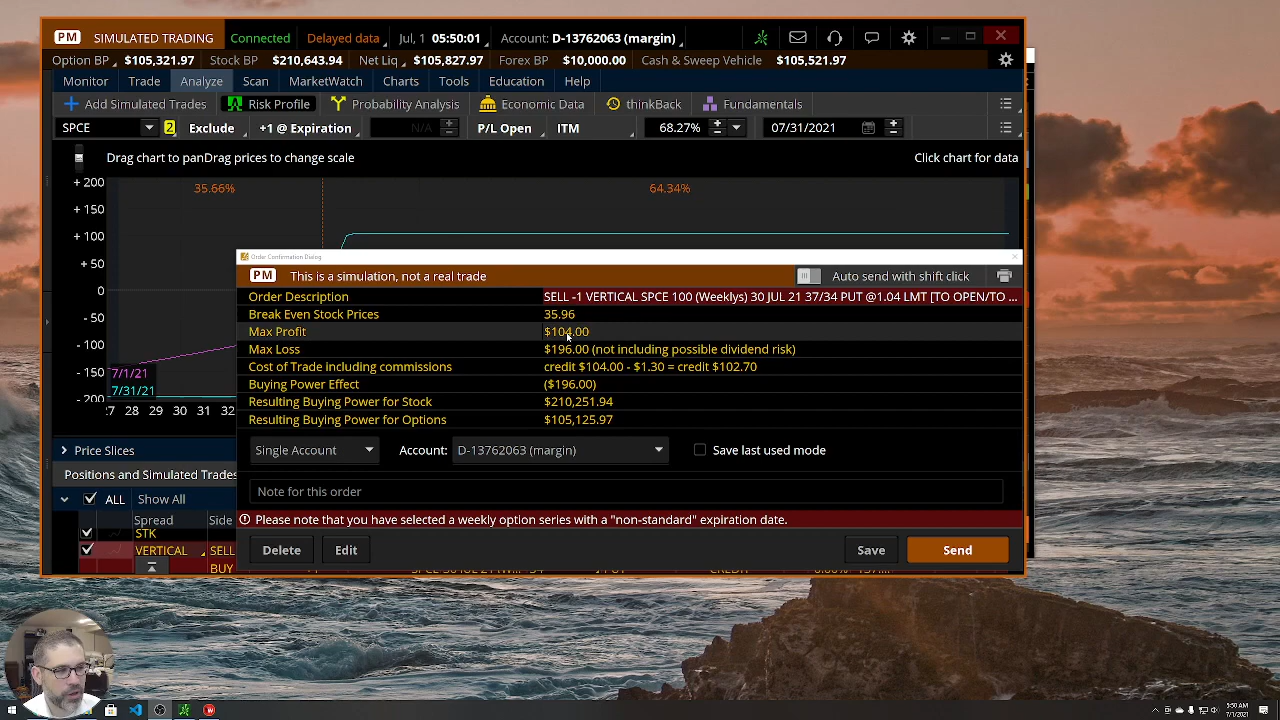 PM SIMULATED TRADING Connected Delayed data Jul, 1 05:50:01 Account: D-13762063 (margin)
Option BP $105,321.97 Stock BP $210,643.94 Net Liq $105,827.97 Forex BP $10,000.00 Cash & Sweep Vehicle $105,521.97
Monitor Trade Analyze Scan MarketWatch Charts Tools Education Help
Add Simulated Trades Risk Profile Probability Analysis Economic Data thinkBack Fundamentals
SPCE 2 Exclude +1 @ Expiration N/A P/L Open ITM 68.27% 07/31/2021
Drag chart to panDrag prices to change scale Click chart for data
+ 200 35.66% 64.34%
+ 150
+ 100
+ 50
0
- 50
- 100
- 150
- 200
7/1/21
7/31/21
27 28 29 30 31 32
Price Slices
Positions and Simulated Trades
ALL Show All
Spread Side
STK
VERTICAL SELL
BUY
Order Confirmation Dialog
PM This is a simulation, not a real trade Auto send with shift click
Order Description SELL -1 VERTICAL SPCE 100 (Weeklys) 30 JUL 21 37/34 PUT @1.04 LMT [TO OPEN/TO ...
Break Even Stock Prices 35.96
Max Profit $104.00
Max Loss $196.00 (not including possible dividend risk)
Cost of Trade including commissions credit $104.00 - $1.30 = credit $102.70
Buying Power Effect ($196.00)
Resulting Buying Power for Stock $210,251.94
Resulting Buying Power for Options $105,125.97
Single Account Account: D-13762063 (margin) Save last used mode
Note for this order
Please note that you have selected a weekly option series with a "non-standard" expiration date.
Delete Edit Save Send
5:50 AM
7/1/2021